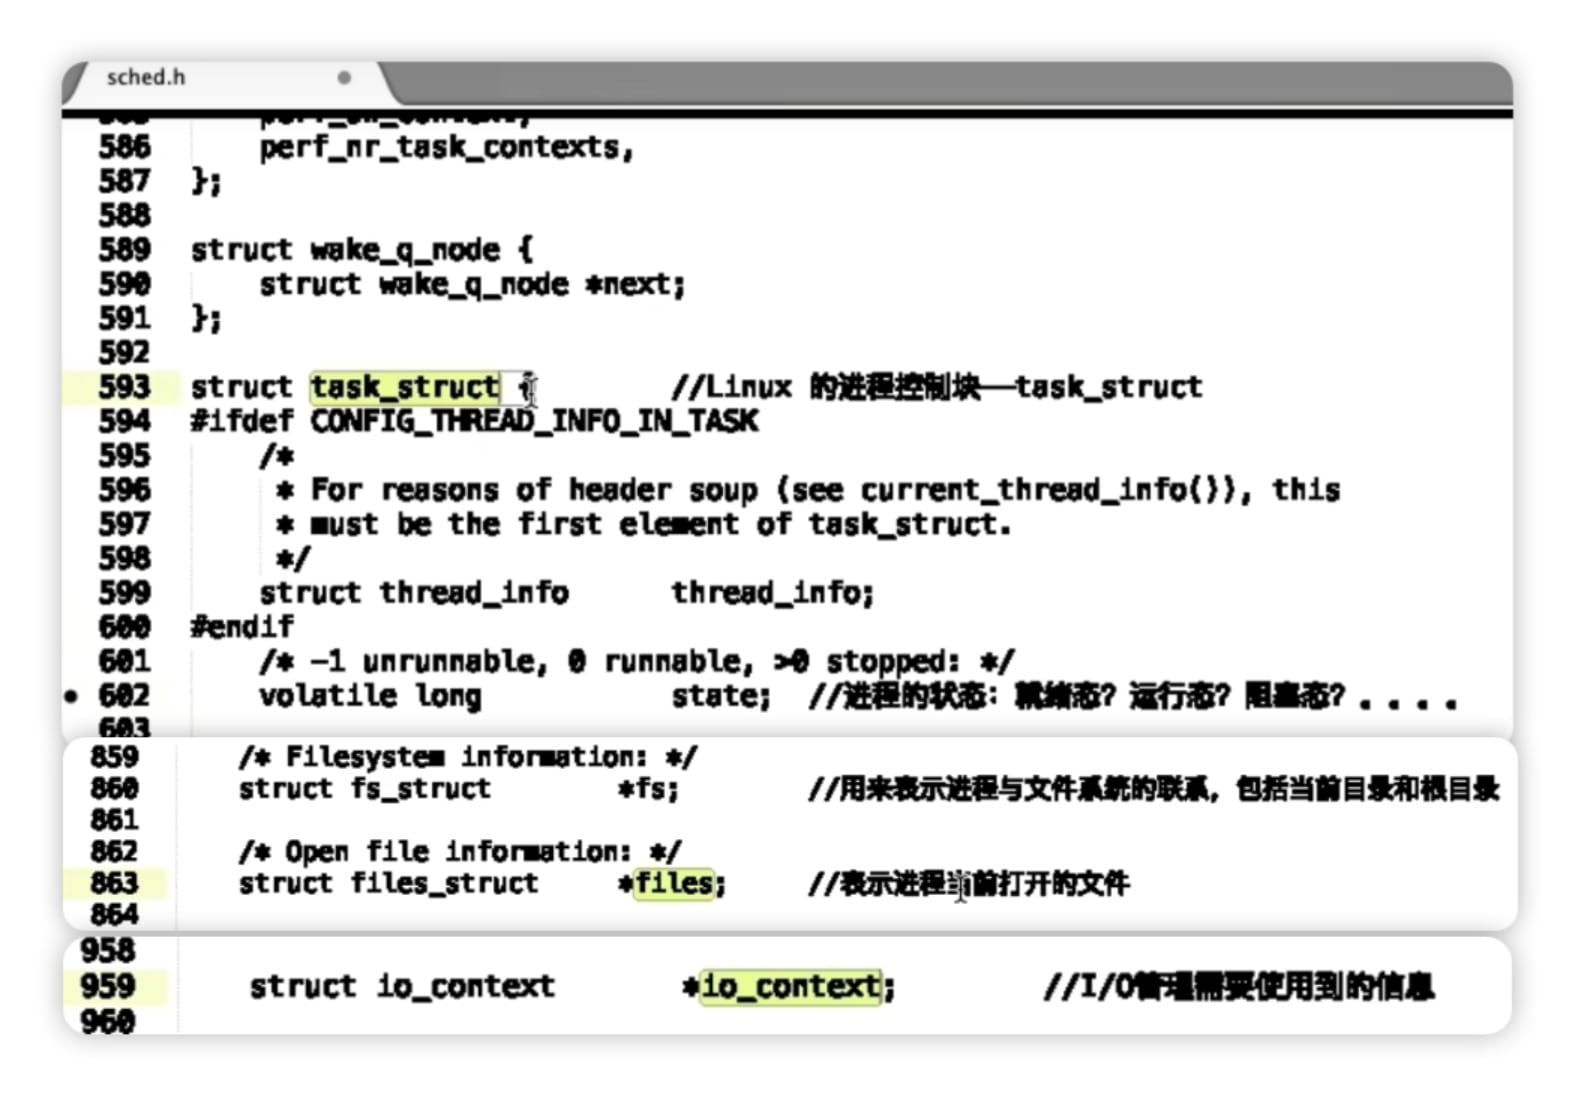 sched.h
586 perf_nr_task_contexts,
587 };
588
589 struct wake_q_node {
590 struct wake_q_node *next;
591 };
592
593 struct task_struct { //Linux 的进程控制块——task_struct
594 #ifdef CONFIG_THREAD_INFO_IN_TASK
595 /*
596 * For reasons of header soup (see current_thread_info()), this
597 * must be the first element of task_struct.
598 */
599 struct thread_info thread_info;
600 #endif
601 /* -1 unrunnable, 0 runnable, >0 stopped: */
602 volatile long state; //进程的状态：就绪态？运行态？阻塞态？....
603
859 /* Filesystem information: */
860 struct fs_struct *fs; //用来表示进程与文件系统的联系，包括当前目录和根目录
861
862 /* Open file information: */
863 struct files_struct *files; //表示进程当前打开的文件
864
958
959 struct io_context *io_context; //I/O管理需要使用到的信息
960